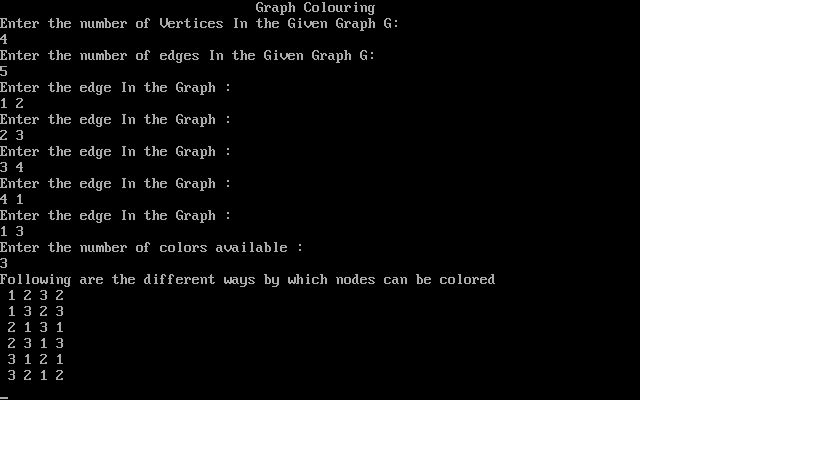 Graph Colouring
Enter the number of Vertices In the Given Graph G:
4
Enter the number of edges In the Given Graph G:
5
Enter the edge In the Graph :
1 2
Enter the edge In the Graph :
2 3
Enter the edge In the Graph :
3 4
Enter the edge In the Graph :
4 1
Enter the edge In the Graph :
1 3
Enter the number of colors available :
3
Following are the different ways by which nodes can be colored
1 2 3 2
1 3 2 3
2 1 3 1
2 3 1 3
3 1 2 1
3 2 1 2